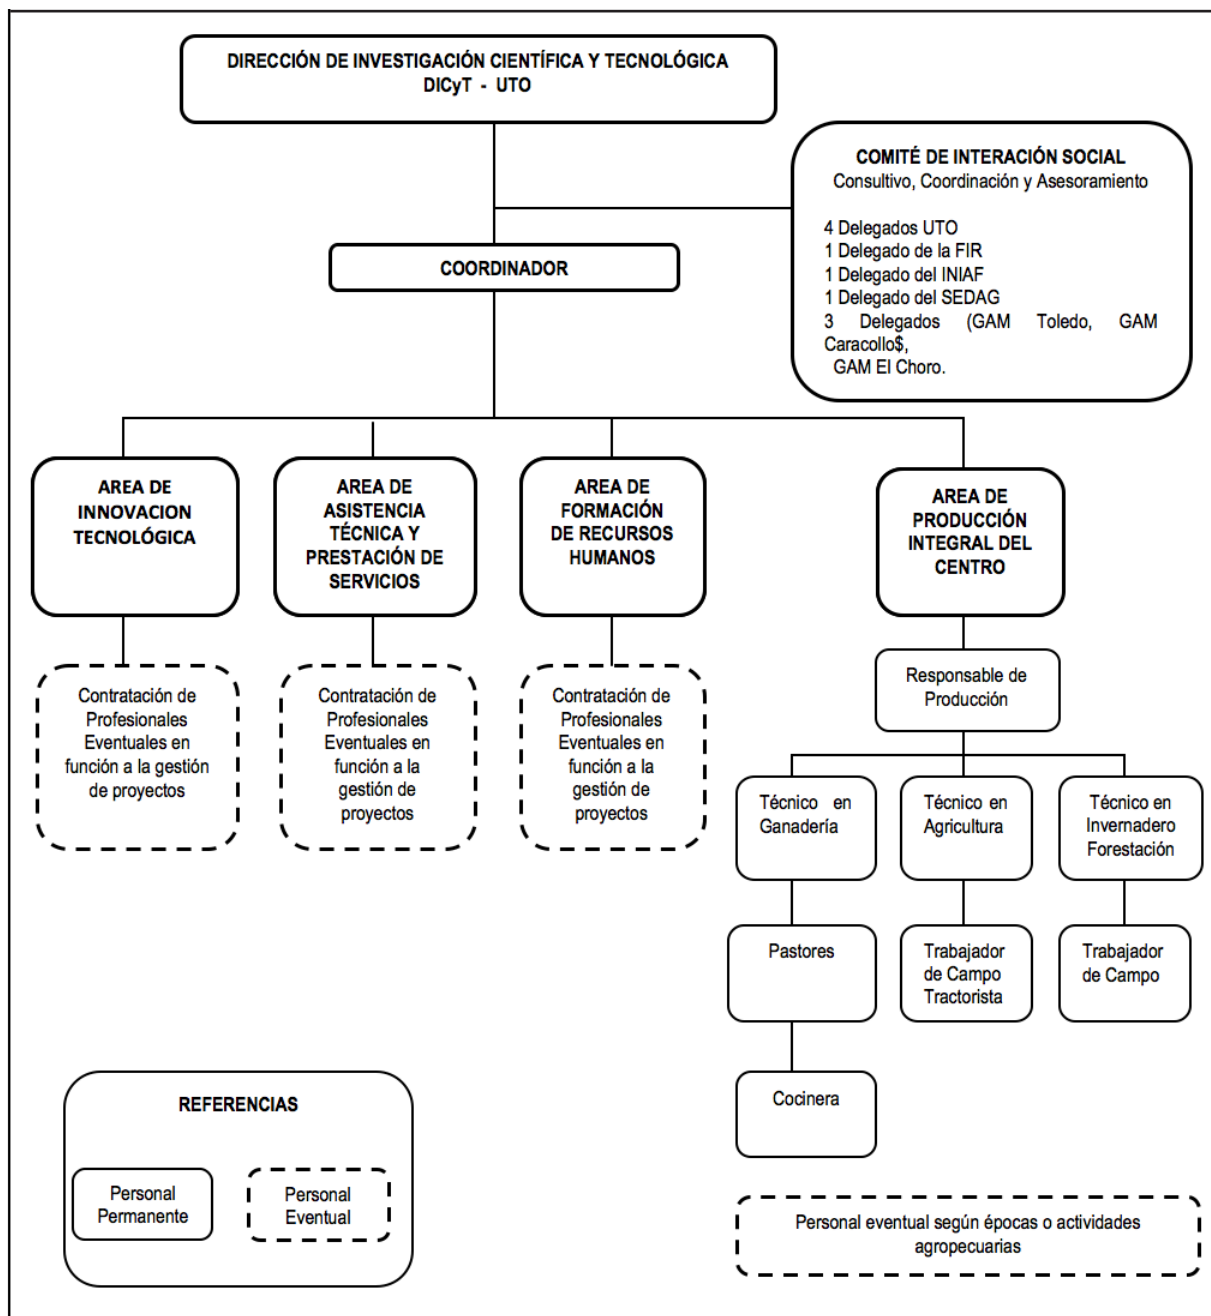 DIRECCIÓN DE INVESTIGACIÓN CIENTÍFICA Y TECNOLÓGICA
DICyT - UTO
COMITÉ DE INTERACIÓN SOCIAL
Consultivo, Coordinación y Asesoramiento
4 Delegados UTO
1 Delegado de la FIR
1 Delegado del INIAF
1 Delegado del SEDAG
3 Delegados (GAM Toledo, GAM
Caracollo$,
GAM El Choro.
COORDINADOR
AREA DE
INNOVACION
TECNOLÓGICA
AREA DE
ASISTENCIA
TÉCNICA Y
PRESTACIÓN DE
SERVICIOS
AREA DE
FORMACIÓN
DE RECURSOS
HUMANOS
AREA DE
PRODUCCIÓN
INTEGRAL DEL
CENTRO
Contratación de
Profesionales
Eventuales en
función a la gestión
de proyectos
Contratación de
Profesionales
Eventuales en
función a la
gestión de
proyectos
Contratación de
Profesionales
Eventuales en
función a la
gestión de
proyectos
Responsable de
Producción
Técnico en
Ganadería
Técnico en
Agricultura
Técnico en
Invernadero
Forestación
Pastores
Trabajador
de Campo
Tractorista
Trabajador
de Campo
Cocinera
REFERENCIAS
Personal
Permanente
Personal
Eventual
Personal eventual según épocas o actividades
agropecuarias